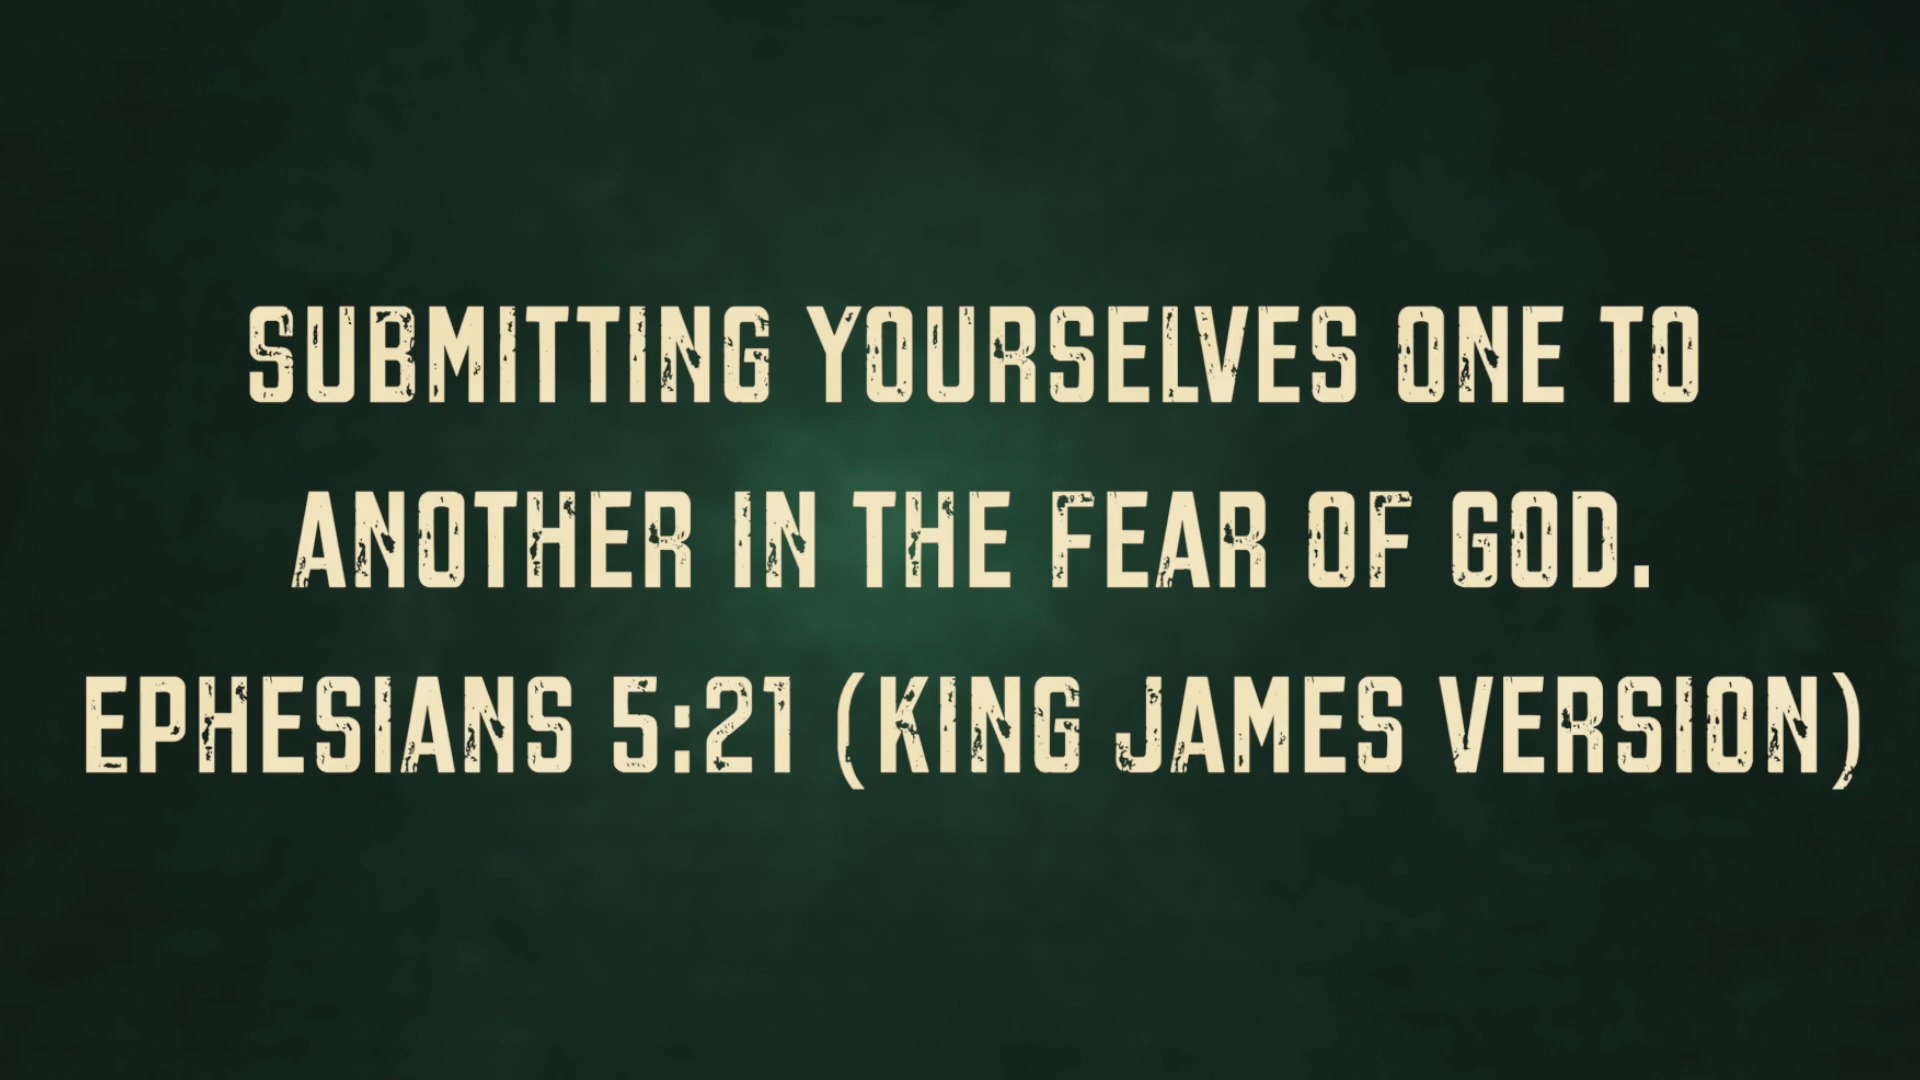 SUBMITTING YOURSELVES ONE TO
ANOTHER IN THE FEAR OF GOD.
EPHESIANS 5:21 (KING JAMES VERSION)